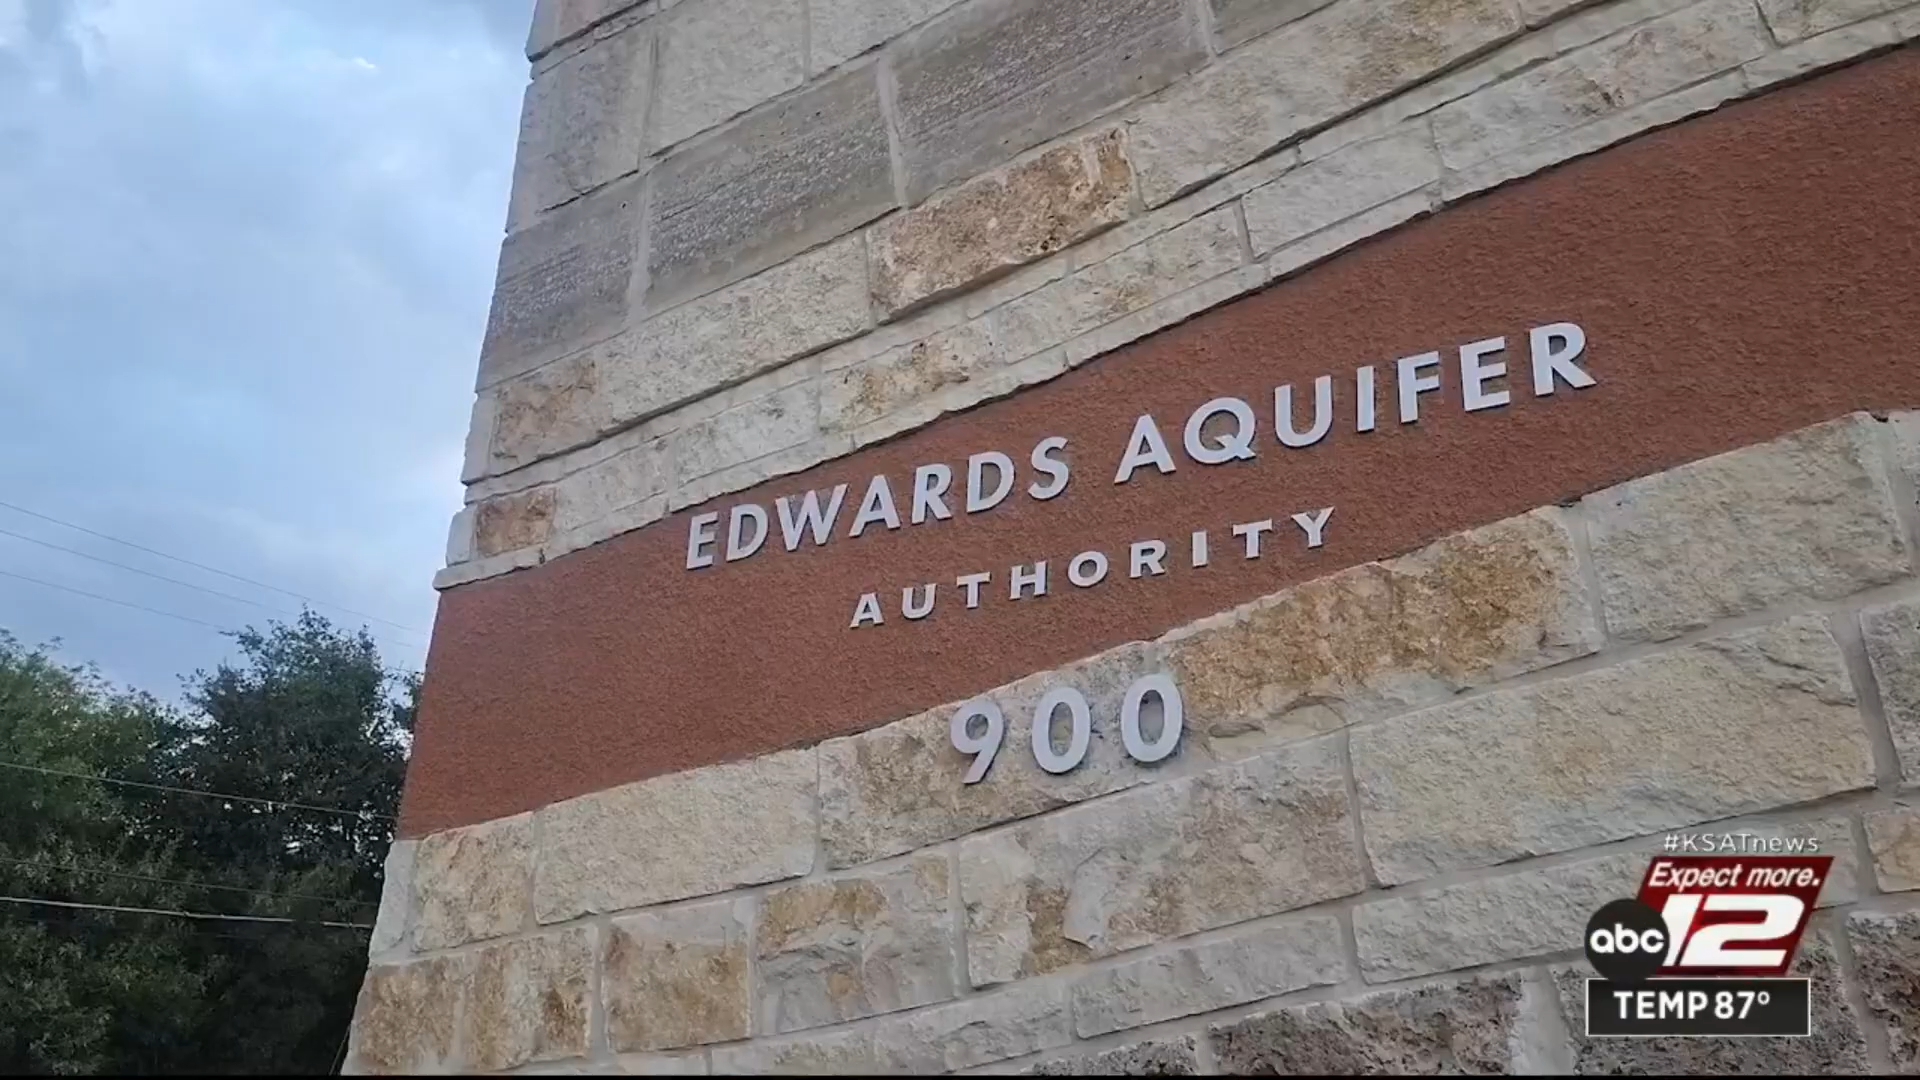 EDWARDS AQUIFER
AUTHORITY
900
#KSATnews
Expect more.
abc 12
TEMP 87°